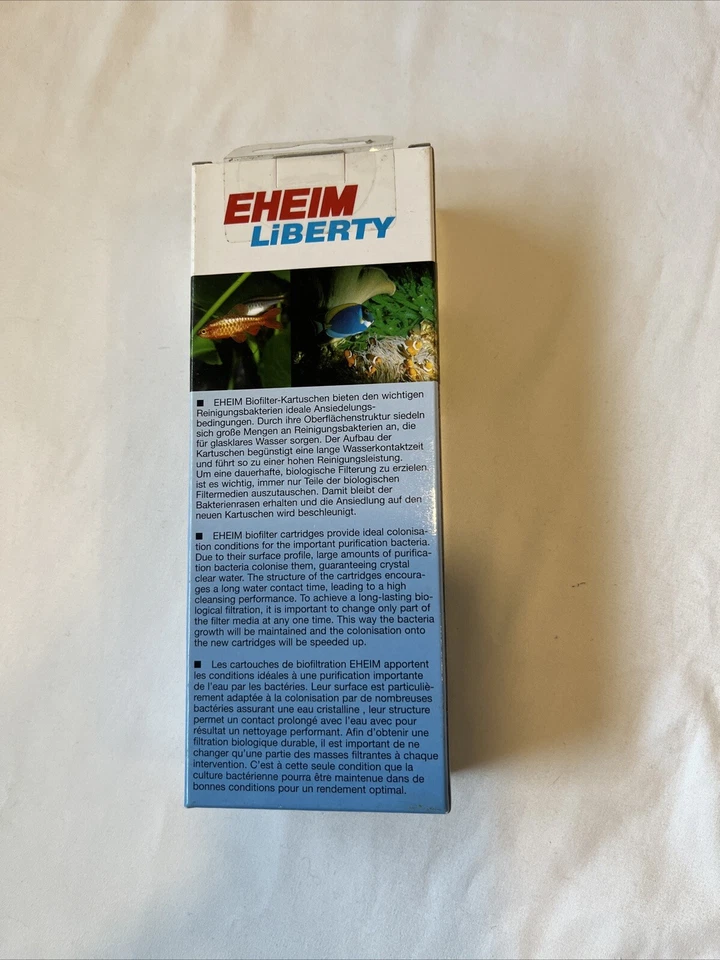 EHEIM
LiBERTY
■ EHEIM Biofilter-Kartuschen bieten den wichtigen
Reinigungsbakterien ideale Ansiedelungs-
bedingungen. Durch ihre Oberflächenstruktur siedeln
sich große Mengen an Reinigungsbakterien an, die
für glasklares Wasser sorgen. Der Aufbau der
Kartuschen begünstigt eine lange Wasserkontaktzeit
und führt so zu einer hohen Reinigungsleistung.
Um eine dauerhafte, biologische Filterung zu erzielen
ist es wichtig, immer nur Teile der biologischen
Filtermedien auszutauschen. Damit bleibt der
Bakterienrasen erhalten und die Ansiedlung auf den
neuen Kartuschen wird beschleunigt.
■ EHEIM biofilter cartridges provide ideal colonisa-
tion conditions for the important purification bacteria.
Due to their surface profile, large amounts of purifica-
tion bacteria colonise them, guaranteeing crystal
clear water. The structure of the cartridges encoura-
ges a long water contact time, leading to a high
cleansing performance. To achieve a long-lasting bio-
logical filtration, it is important to change only part of
the filter media at any one time. This way the bacteria
growth will be maintained and the colonisation onto
the new cartridges will be speeded up.
■ Les cartouches de biofiltration EHEIM apportent
les conditions idéales à une purification importante
de l'eau par les bactéries. Leur surface est particuliè-
rement adaptée à la colonisation par de nombreuses
bactéries assurant une eau cristalline , leur structure
permet un contact prolongé avec l'eau avec pour
résultat un nettoyage performant. Afin d'obtenir une
filtration biologique durable, il est important de ne
changer qu'une partie des masses filtrantes à chaque
intervention. C'est à cette seule condition que la
culture bactérienne pourra être maintenue dans de
bonnes conditions pour un rendement optimal.